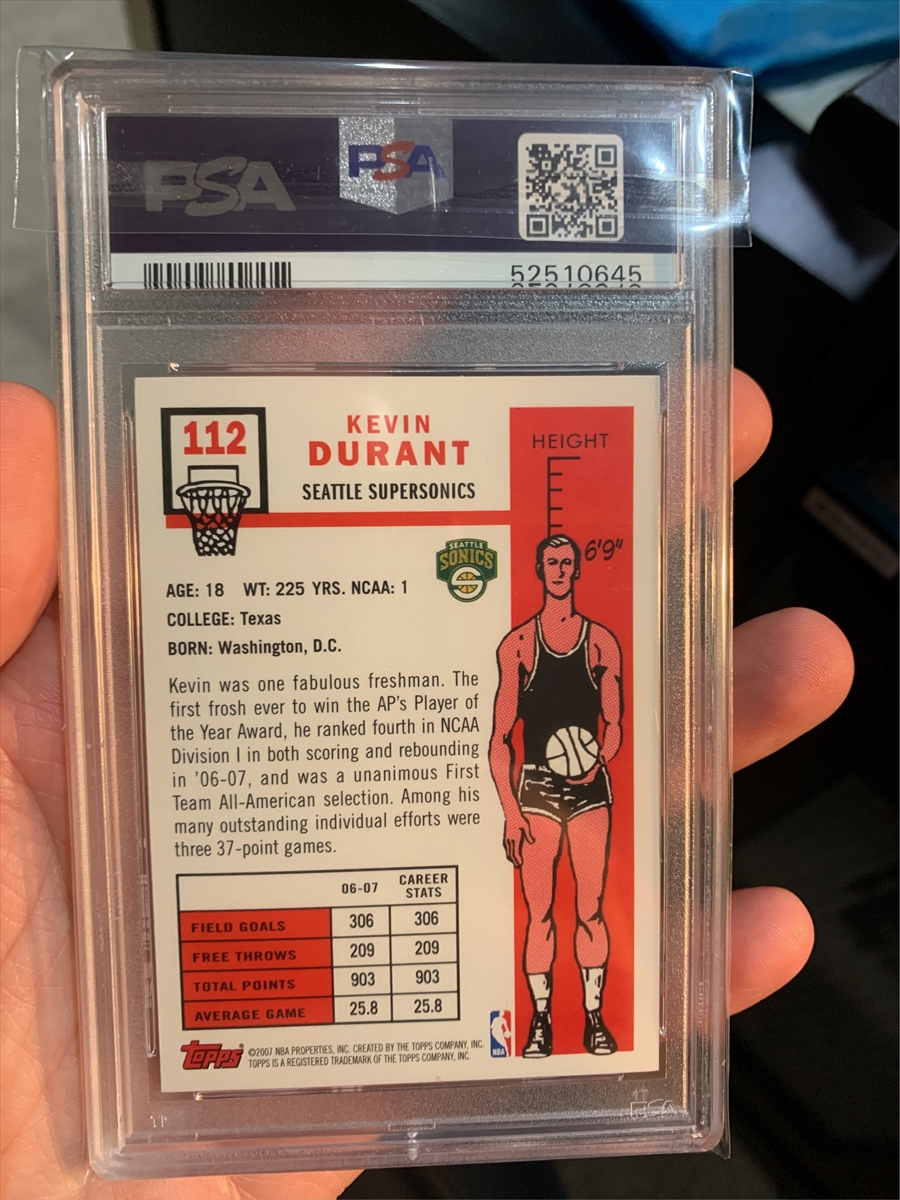 PSA
PSA
52510645
112
KEVIN
DURANT
SEATTLE SUPERSONICS
HEIGHT
6'9"
SEATTLE
SONICS
AGE: 18 WT: 225 YRS. NCAA: 1
COLLEGE: Texas
BORN: Washington, D.C.
Kevin was one fabulous freshman. The
first frosh ever to win the AP's Player of
the Year Award, he ranked fourth in NCAA
Division I in both scoring and rebounding
in '06-07, and was a unanimous First
Team All-American selection. Among his
many outstanding individual efforts were
three 37-point games.
06-07 CAREER STATS
FIELD GOALS 306 306
FREE THROWS 209 209
TOTAL POINTS 903 903
AVERAGE GAME 25.8 25.8
Topps ©2007 NBA PROPERTIES, INC. CREATED BY THE TOPPS COMPANY, INC.
TOPPS IS A REGISTERED TRADEMARK OF THE TOPPS COMPANY, INC.
NBA
PSA